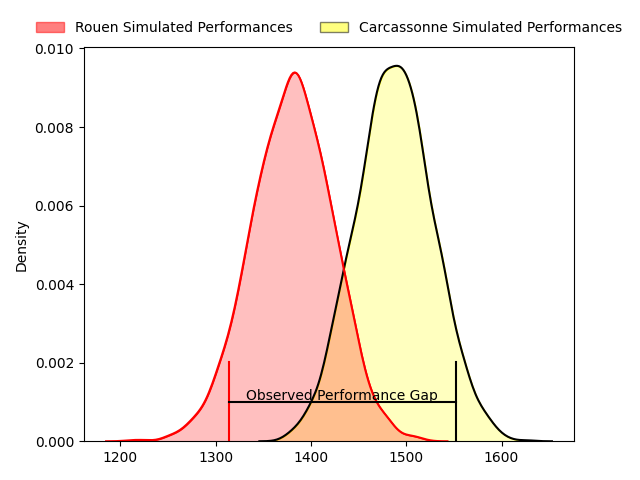 Rouen Simulated Performances
Carcassonne Simulated Performances
0.010
0.008
0.006
0.004
0.002
0.000
Density
Observed Performance Gap
1200 1300 1400 1500 1600